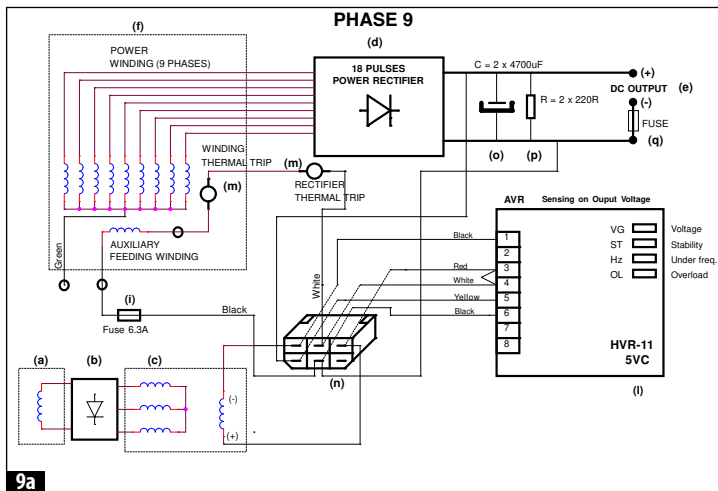 PHASE 9
(f)
POWER
WINDING (9 PHASES)
(d)
18 PULSES
POWER RECTIFIER
C = 2 x 4700uF
(+)
DC OUTPUT (e)
(-)
R = 2 x 220R
FUSE
(o)
(p)
(q)
WINDING
THERMAL TRIP
(m)
(m)
RECTIFIER
THERMAL TRIP
AUXILIARY
FEEDING WINDING
Green
(i)
Fuse 6.3A
Black
White
AVR Sensing on Ouput Voltage
Black
Red
White
Yellow
Black
1
2
3
4
5
6
7
8
VG Voltage
ST Stability
Hz Under freq.
OL Overload
HVR-11
5VC
(l)
(n)
(a)
(b)
(c)
(-)
(+)
9a